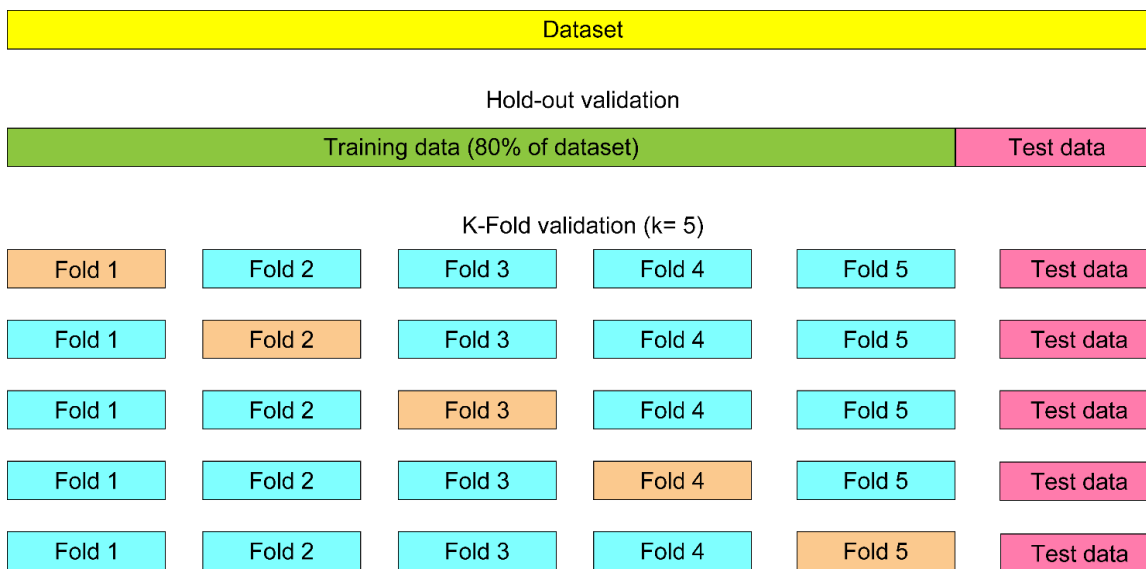 Dataset
Hold-out validation
Training data (80% of dataset) Test data
K-Fold validation (k= 5)
Fold 1 Fold 2 Fold 3 Fold 4 Fold 5 Test data
Fold 1 Fold 2 Fold 3 Fold 4 Fold 5 Test data
Fold 1 Fold 2 Fold 3 Fold 4 Fold 5 Test data
Fold 1 Fold 2 Fold 3 Fold 4 Fold 5 Test data
Fold 1 Fold 2 Fold 3 Fold 4 Fold 5 Test data